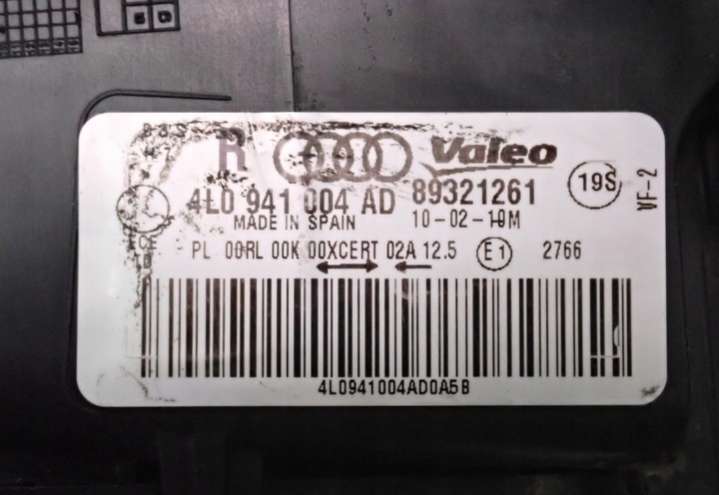 R Valeo
4L0 941 004 AD 89321261
19S
VF-2
MADE IN SPAIN 10-02-10M
PL 00RL 00K 00XCERT 02A 12.5 E1 2766
4L0941004AD0A5B